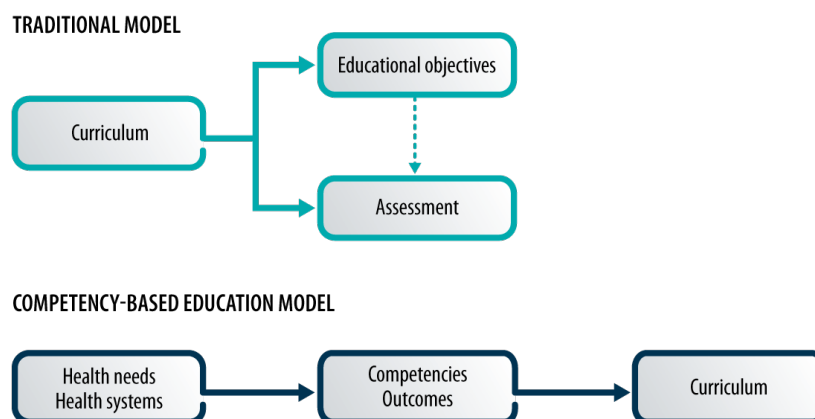 TRADITIONAL MODEL
Educational objectives
Curriculum
Assessment
COMPETENCY-BASED EDUCATION MODEL
Health needs
Health systems
Competencies
Outcomes
Curriculum